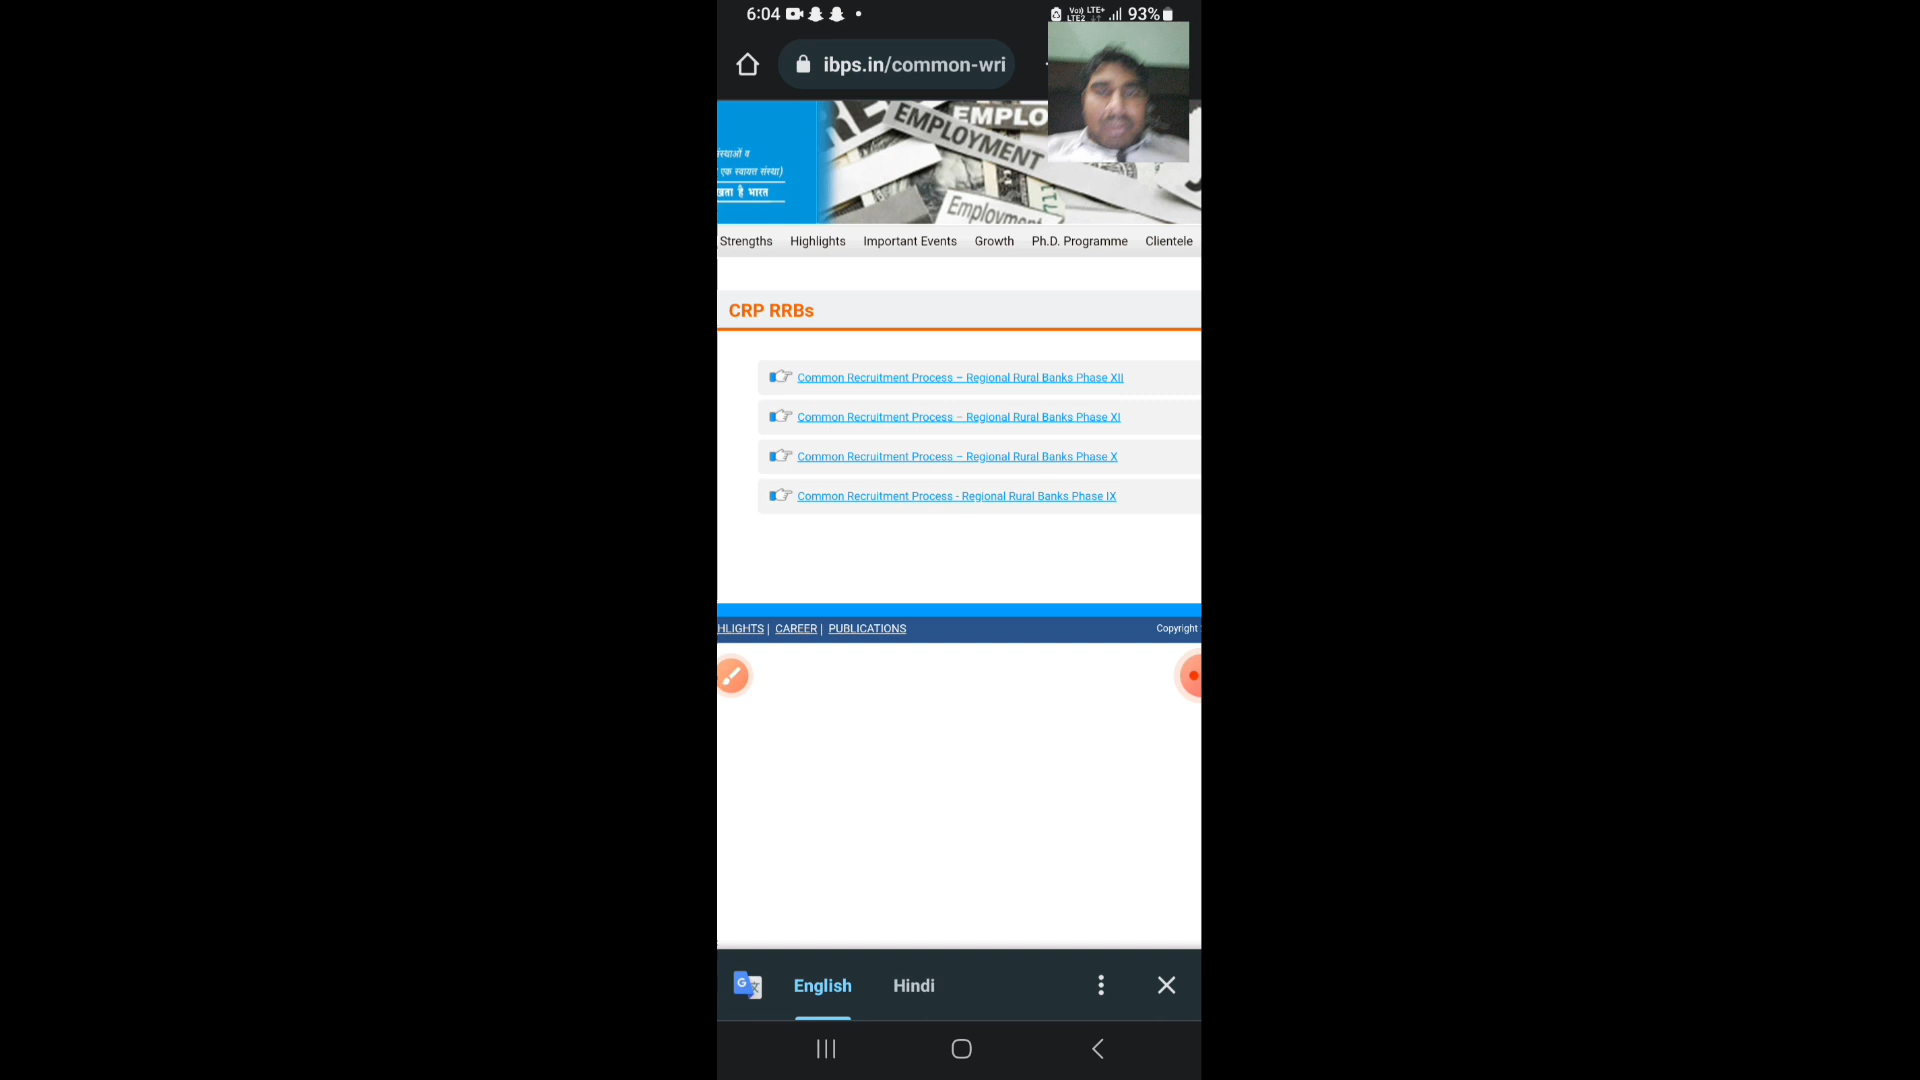 6:04
Vo)) LTE+
LTE2
93%
ibps.in/common-wri
EMPLO
EMPLOYMENT
Employment
एक स्वायत्त संस्था)
भारत
Strengths Highlights Important Events Growth Ph.D. Programme Clientele
CRP RRBs
Common Recruitment Process – Regional Rural Banks Phase XII
Common Recruitment Process – Regional Rural Banks Phase XI
Common Recruitment Process – Regional Rural Banks Phase X
Common Recruitment Process - Regional Rural Banks Phase IX
HLIGHTS | CAREER | PUBLICATIONS
Copyright
English Hindi